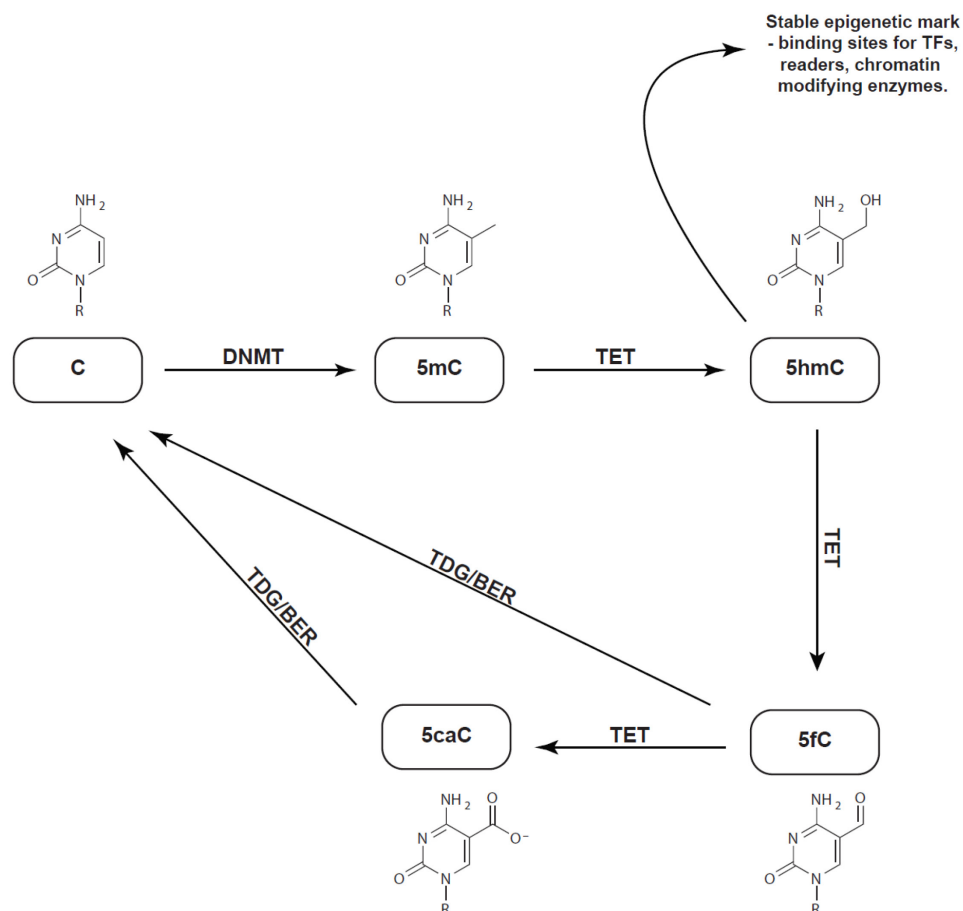 Stable epigenetic mark
- binding sites for TFs,
readers, chromatin
modifying enzymes.
NH2
N
O
N
R
NH2
N
O
N
R
OH
NH2
N
O
N
R
C
DNMT
5mC
TET
5hmC
TET
TDG/BER
TDG/BER
5caC
TET
5fC
NH2
O
N
O−
O
N
R
NH2
O
N
O
N
R